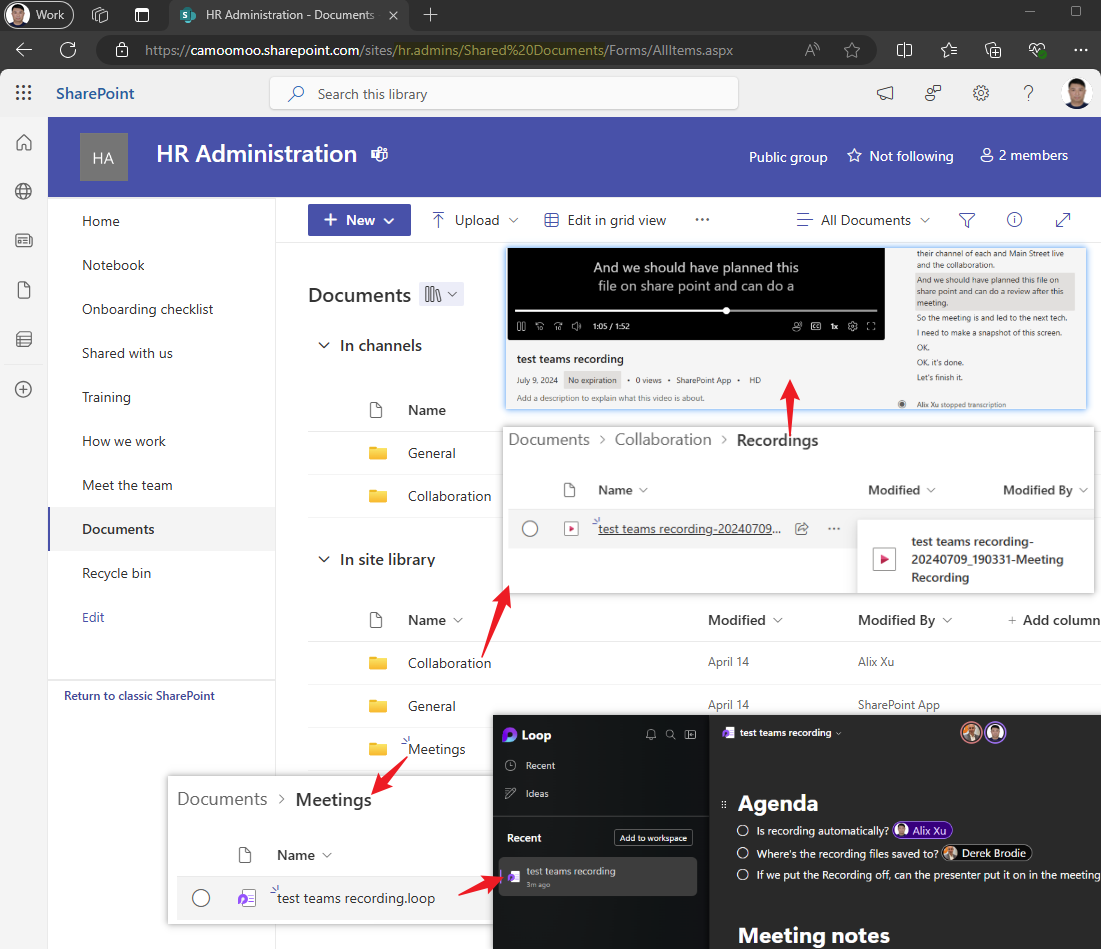 Work
HR Administration - Documents
https://camoomoo.sharepoint.com/sites/hr.admins/Shared%20Documents/Forms/AllItems.aspx
SharePoint
Search this library
HA
HR Administration
Public group
Not following
2 members
Home
Notebook
Onboarding checklist
Shared with us
Training
How we work
Meet the team
Documents
Recycle bin
Edit
Return to classic SharePoint
New
Upload
Edit in grid view
All Documents
Documents
In channels
Name
General
Collaboration
In site library
Name
Modified
Modified By
+ Add column
Collaboration
April 14
Alix Xu
General
April 14
SharePoint App
Meetings
And we should have planned this
file on share point and can do a
1:05 / 1:52
CC
1x
test teams recording
July 9, 2024
No expiration
• 0 views • SharePoint App • HD
Add a description to explain what this video is about.
their channel of each and Main Street live
and the collaboration.
And we should have planned this file on
share point and can do a review after this
meeting.
So the meeting is and led to the next tech.
I need to make a snapshot of this screen.
OK.
OK, it's done.
Let's finish it.
Alix Xu stopped transcription
Documents > Collaboration > Recordings
Name
Modified
Modified By
test teams recording-20240709...
test teams recording-
20240709_190331-Meeting
Recording
Documents > Meetings
Name
test teams recording.loop
Loop
Recent
Ideas
Recent
Add to workspace
test teams recording
3m ago
test teams recording
Agenda
Is recording automatically? Alix Xu
Where's the recording files saved to? Derek Brodie
If we put the Recording off, can the presenter put it on in the meeting
Meeting notes